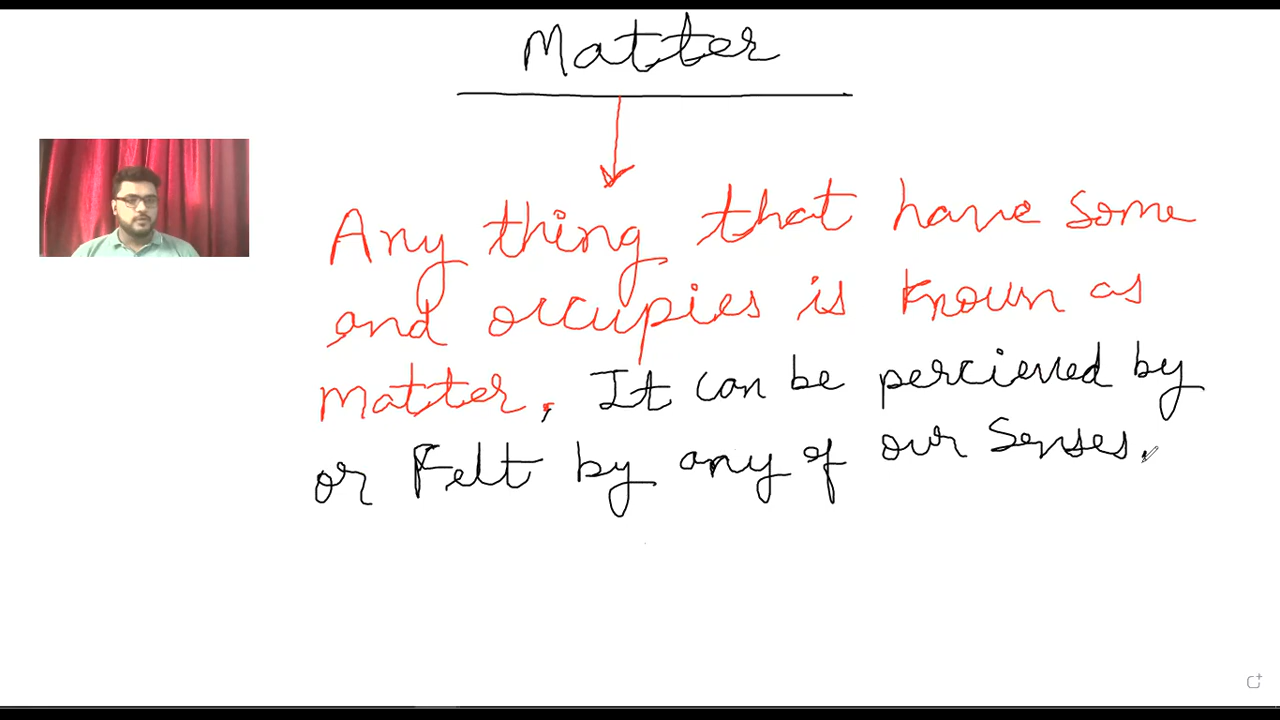 Matter
Any thing that have some
and occupies is known as
Matter. It can be percieved by
or Felt by any of our Senses.